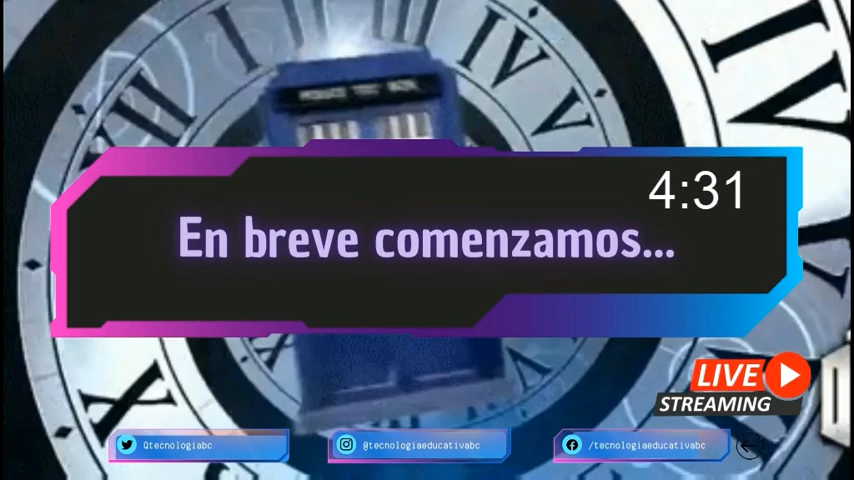 4:31
En breve comenzamos...
LIVE
STREAMING
@tecnologiabc
@tecnologiaeducativabc
/tecnologiaeducativabc